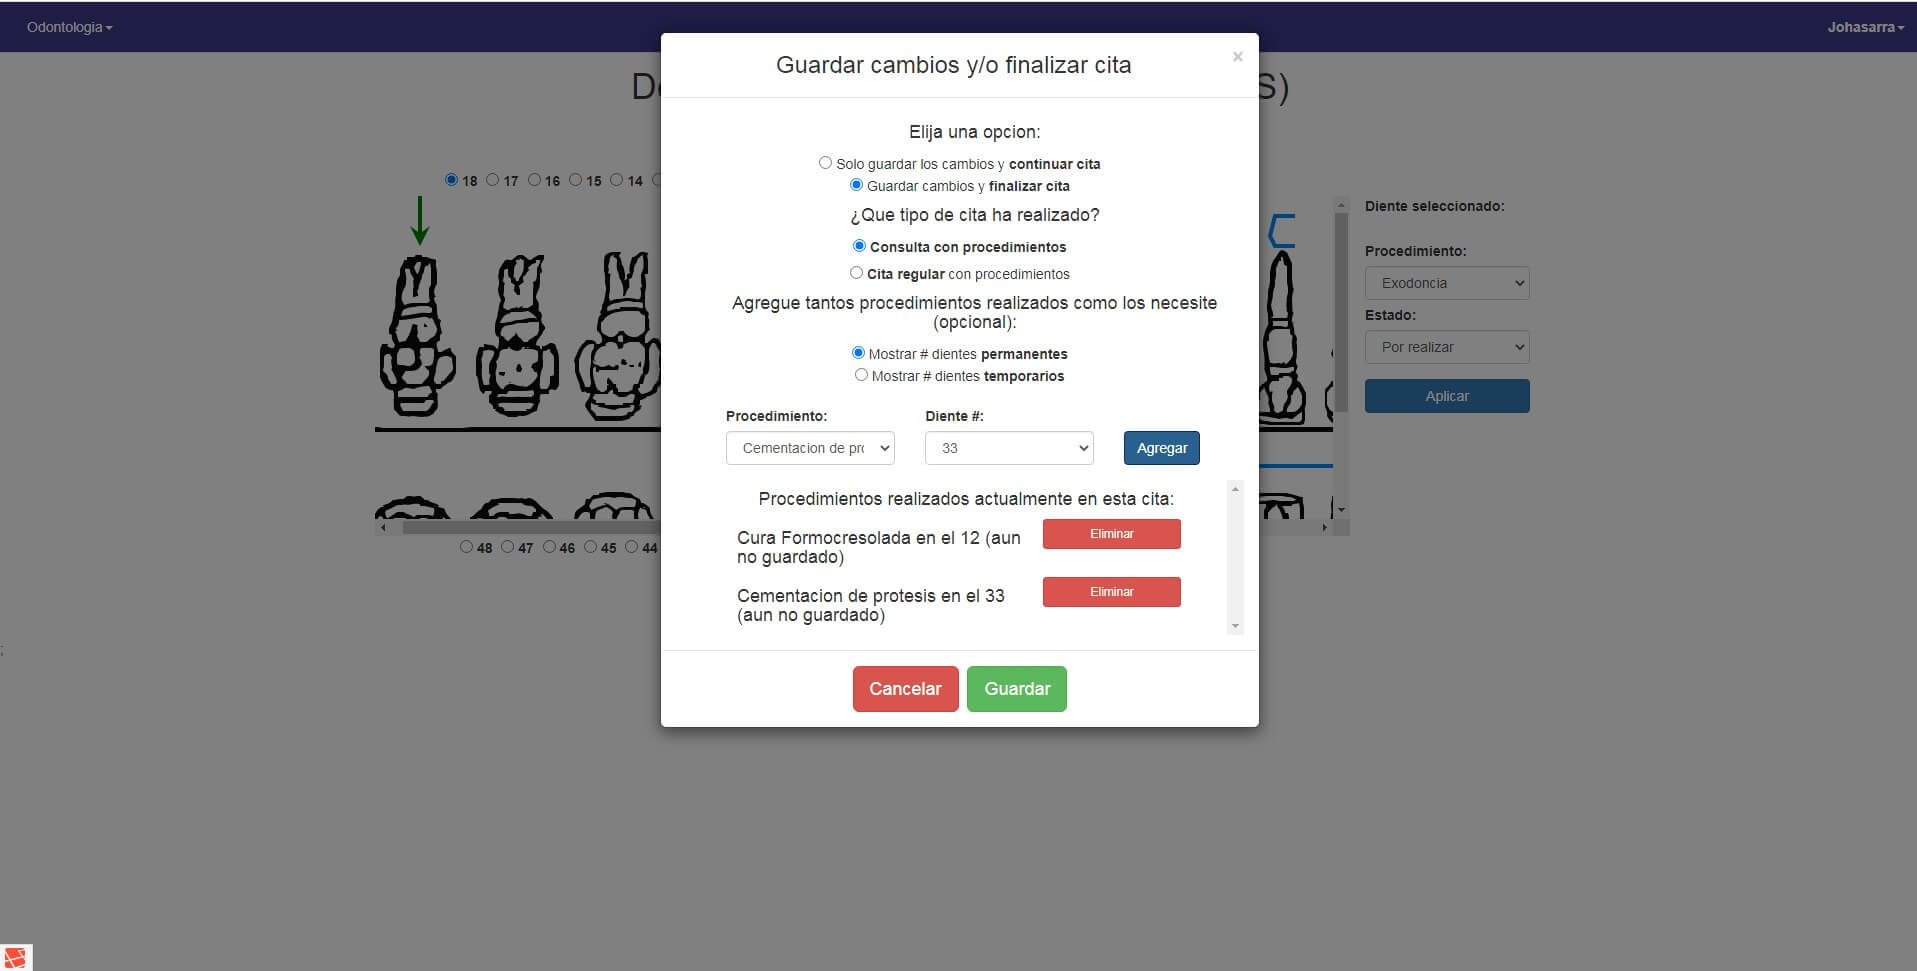 Odontologia
Johasarra
Guardar cambios y/o finalizar cita
×
S)
Elija una opcion:
Solo guardar los cambios y continuar cita
Guardar cambios y finalizar cita
18 17 16 15 14
¿Que tipo de cita ha realizado?
Consulta con procedimientos
Cita regular con procedimientos
Agregue tantos procedimientos realizados como los necesite
(opcional):
Mostrar # dientes permanentes
Mostrar # dientes temporarios
Procedimiento: Diente #:
Cementacion de pro 33 Agregar
Procedimientos realizados actualmente en esta cita:
Cura Formocresolada en el 12 (aun
no guardado)
Eliminar
Cementacion de protesis en el 33
(aun no guardado)
Eliminar
Cancelar Guardar
Diente seleccionado:
Procedimiento:
Exodoncia
Estado:
Por realizar
Aplicar
48 47 46 45 44
;